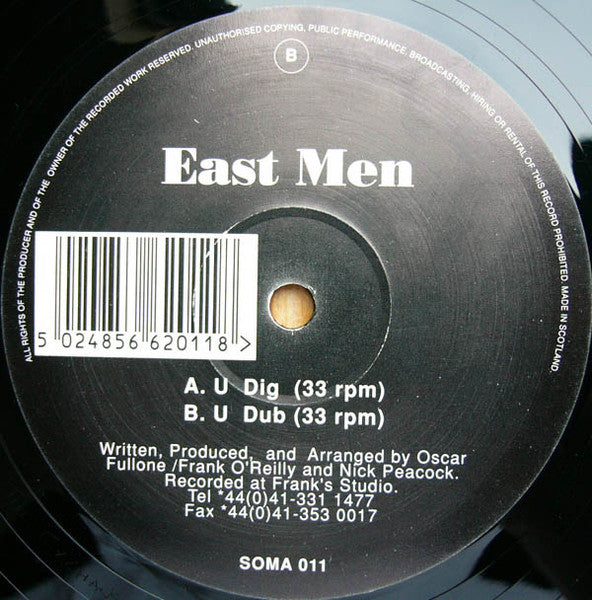 ALL RIGHTS OF THE PRODUCER AND OF THE OWNER OF THE RECORDED WORK RESERVED. UNAUTHORISED COPYING, PUBLIC PERFORMANCE, BROADCASTING, HIRING OR RENTAL OF THIS RECORD PROHIBITED. MADE IN SCOTLAND.
B
East Men
5 024856 620118 >
A. U Dig (33 rpm)
B. U Dub (33 rpm)
Written, Produced, and Arranged by Oscar
Fullone /Frank O'Reilly and Nick Peacock.
Recorded at Frank's Studio.
Tel *44(0)41-331 1477
Fax *44(0)41-353 0017
SOMA 011